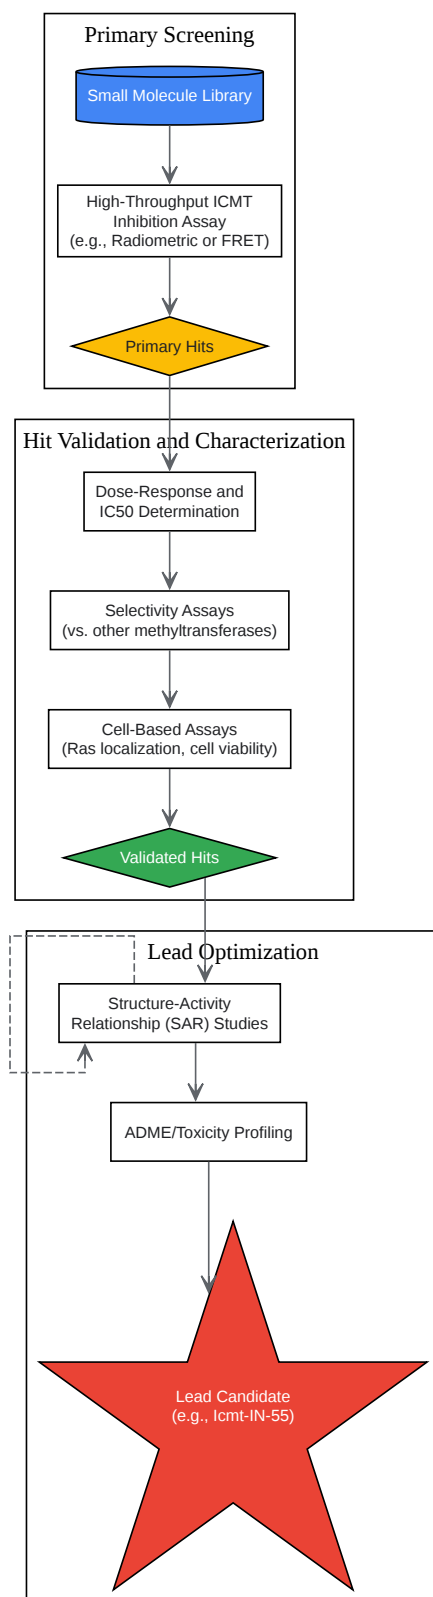 Primary Screening
Small Molecule Library
High-Throughput ICMT
Inhibition Assay
(e.g., Radiometric or FRET)
Primary Hits
Hit Validation and Characterization
Dose-Response and
IC50 Determination
Selectivity Assays
(vs. other methyltransferases)
Cell-Based Assays
(Ras localization, cell viability)
Validated Hits
Lead Optimization
Structure-Activity
Relationship (SAR) Studies
ADME/Toxicity Profiling
Lead Candidate
(e.g., Icmt-IN-55)